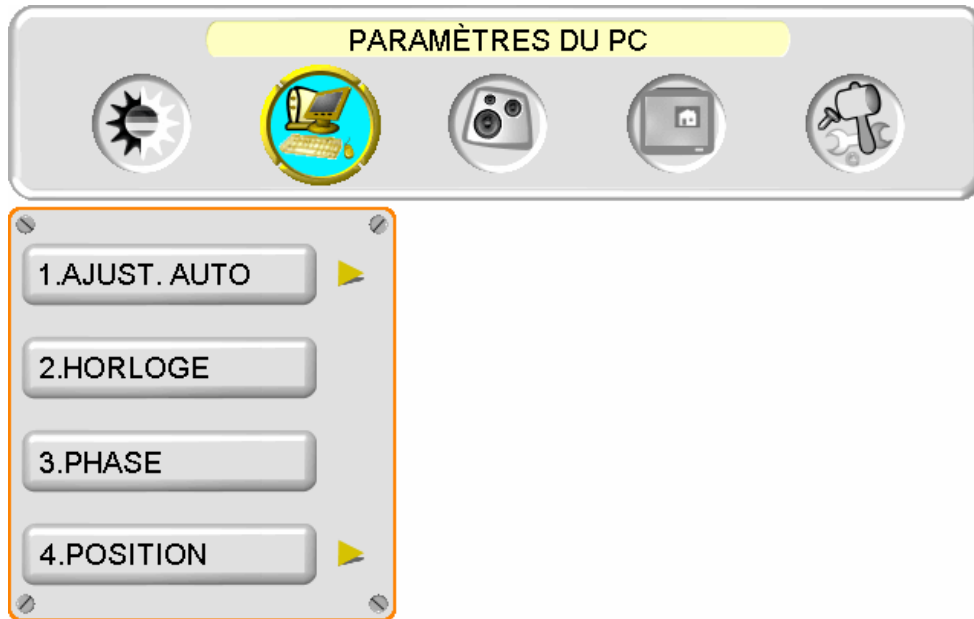 PARAMÈTRES DU PC
1.AJUST. AUTO
2.HORLOGE
3.PHASE
4.POSITION